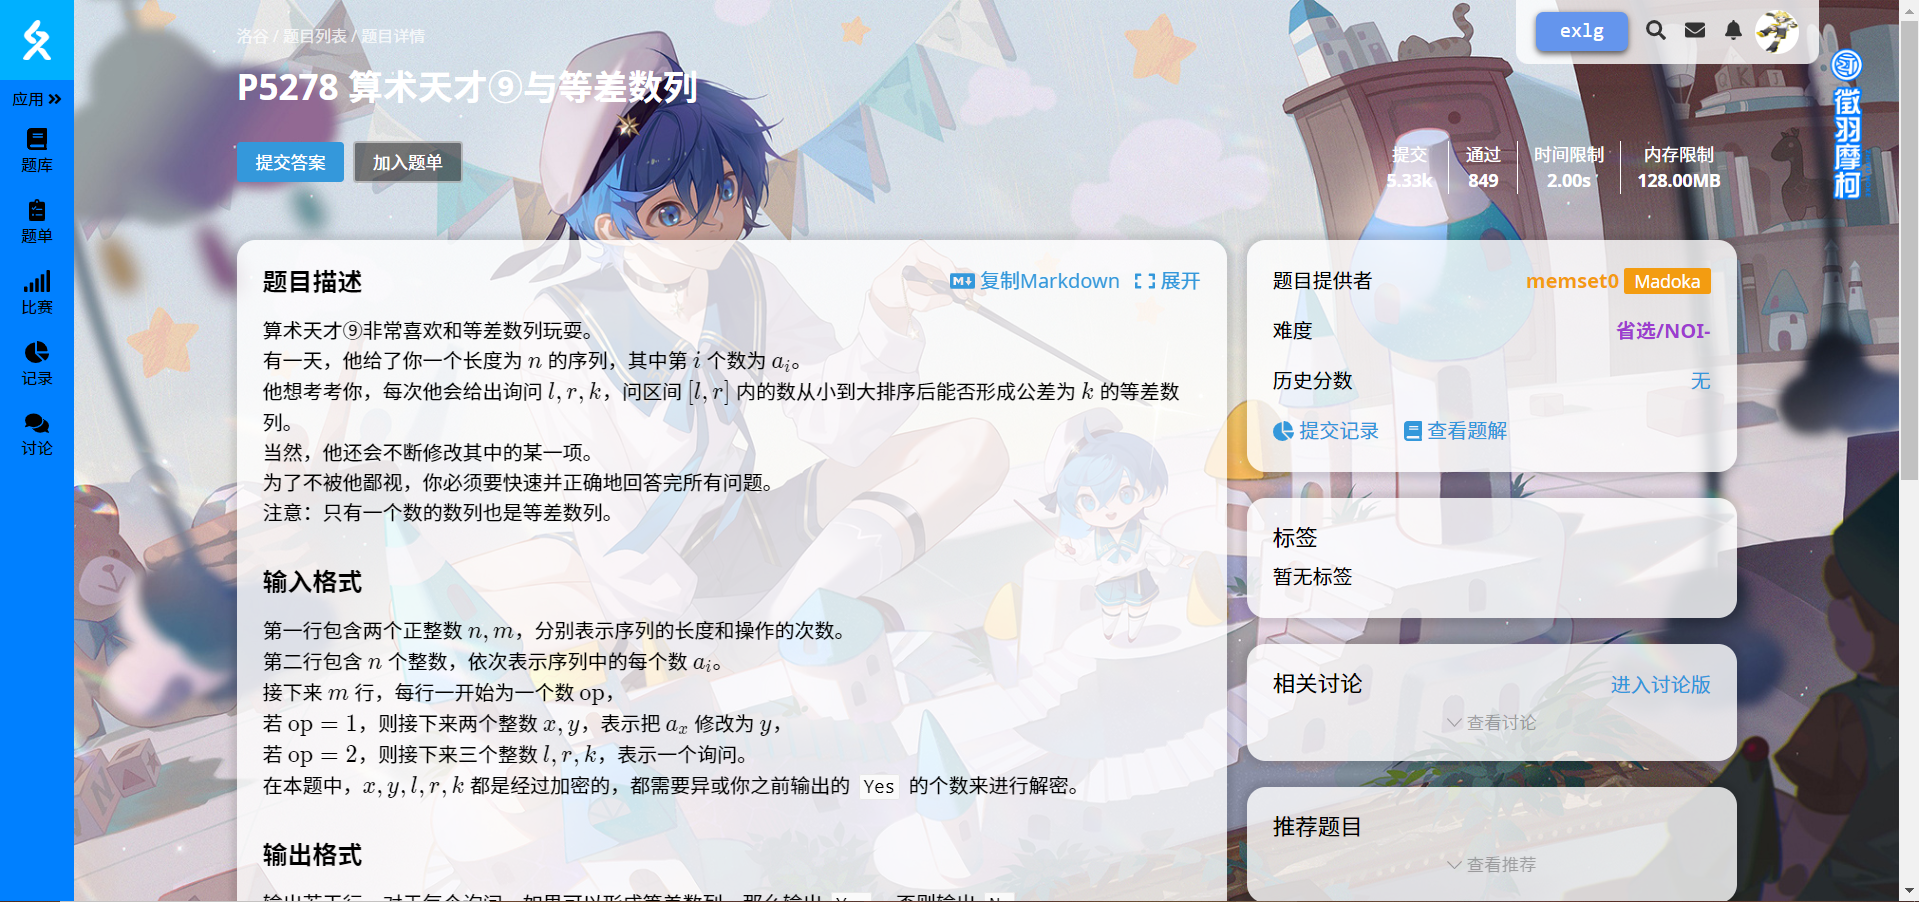 洛谷 / 题目列表 / 题目详情
exlg
P5278 算术天才⑨与等差数列
应用
题库
题单
比赛
记录
讨论
提交答案
加入题单
提交 5.33k
通过 849
时间限制 2.00s
内存限制 128.00MB
徵羽摩柯
题目描述
复制Markdown
展开
算术天才⑨非常喜欢和等差数列玩耍。
有一天，他给了你一个长度为 n 的序列，其中第 i 个数为 a_i。
他想考考你，每次他会给出询问 l, r, k，问区间 [l, r] 内的数从小到大排序后能否形成公差为 k 的等差数
列。
当然，他还会不断修改其中的某一项。
为了不被他鄙视，你必须要快速并正确地回答完所有问题。
注意：只有一个数的数列也是等差数列。
输入格式
第一行包含两个正整数 n, m，分别表示序列的长度和操作的次数。
第二行包含 n 个整数，依次表示序列中的每个数 a_i。
接下来 m 行，每行一开始为一个数 op，
若 op = 1，则接下来两个整数 x, y，表示把 a_x 修改为 y，
若 op = 2，则接下来三个整数 l, r, k，表示一个询问。
在本题中，x, y, l, r, k 都是经过加密的，都需要异或你之前输出的 Yes 的个数来进行解密。
输出格式
题目提供者
memset0 Madoka
难度
省选/NOI-
历史分数
无
提交记录
查看题解
标签
暂无标签
相关讨论
进入讨论版
查看讨论
推荐题目
查看推荐